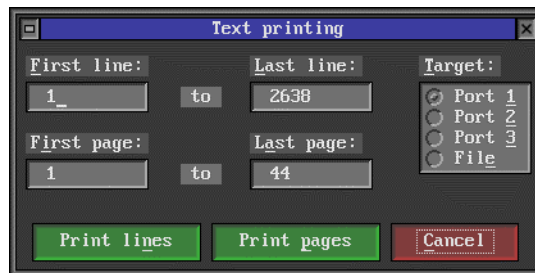 Text printing
First line:
Last line:
Target:
1_
to
2638
Port 1
Port 2
Port 3
File
First page:
Last page:
1
to
44
Print lines
Print pages
Cancel